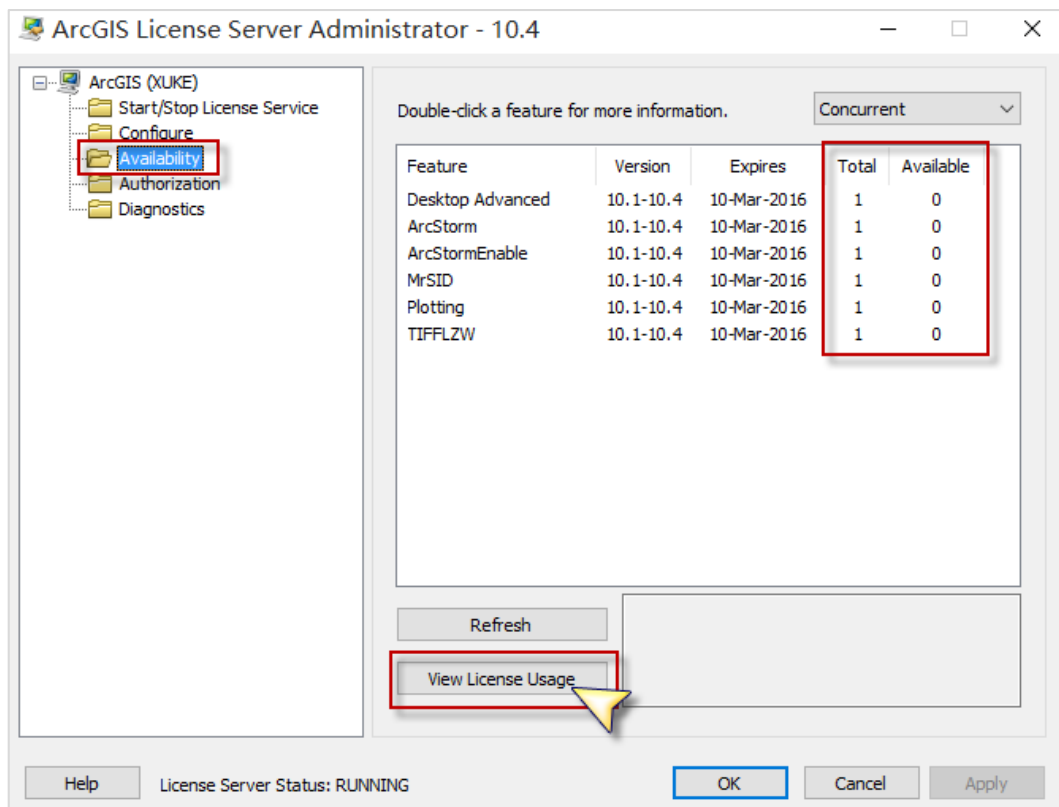 ArcGIS License Server Administrator - 10.4
ArcGIS (XUKE)
Start/Stop License Service
Configure
Availability
Authorization
Diagnostics
Double-click a feature for more information.
Concurrent
Feature Version Expires Total Available
Desktop Advanced 10.1-10.4 10-Mar-2016 1 0
ArcStorm 10.1-10.4 10-Mar-2016 1 0
ArcStormEnable 10.1-10.4 10-Mar-2016 1 0
MrSID 10.1-10.4 10-Mar-2016 1 0
Plotting 10.1-10.4 10-Mar-2016 1 0
TIFFLZW 10.1-10.4 10-Mar-2016 1 0
Refresh
View License Usage
Help License Server Status: RUNNING OK Cancel Apply